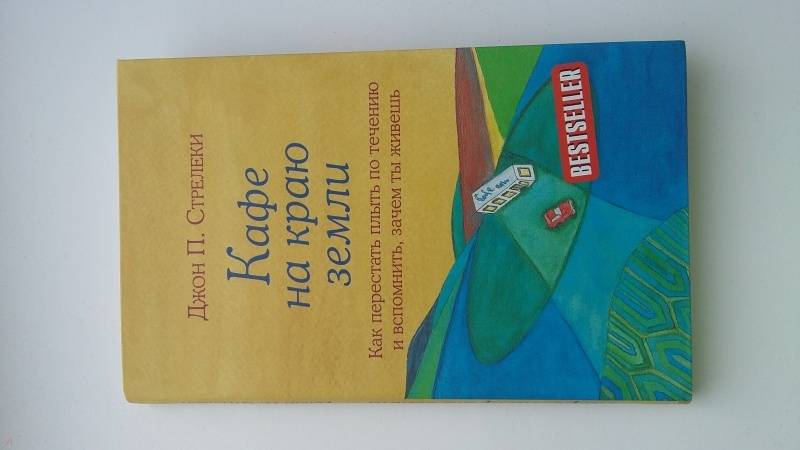 Джон П. Стрелеки
Кафе
на краю
земли
Как перестать плыть по течению
и вспомнить, зачем ты живешь
BESTSELLER